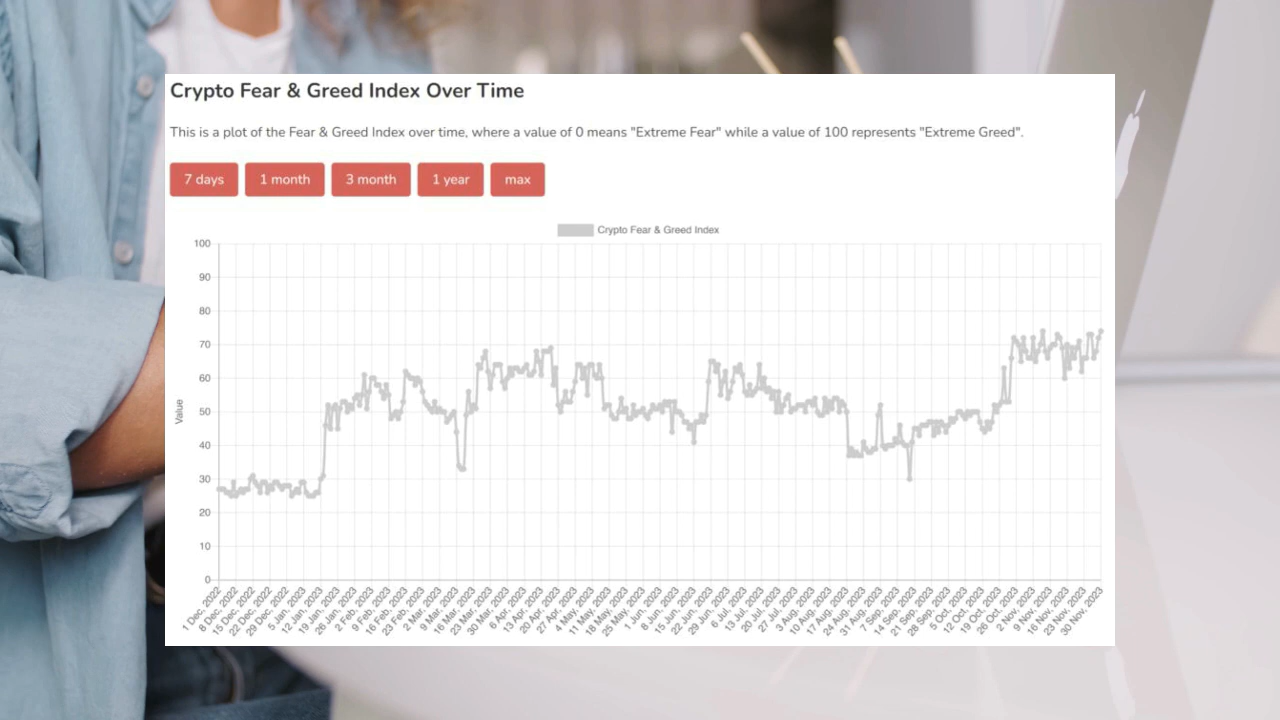 Crypto Fear & Greed Index Over Time
This is a plot of the Fear & Greed Index over time, where a value of 0 means "Extreme Fear" while a value of 100 represents "Extreme Greed".
7 days
1 month
3 month
1 year
max
Crypto Fear & Greed Index
Value
100
90
80
70
60
50
40
30
20
10
0
1 Dec, 2022
8 Dec, 2022
15 Dec, 2022
22 Dec, 2022
29 Dec, 2022
5 Jan, 2023
12 Jan, 2023
19 Jan, 2023
26 Jan, 2023
2 Feb, 2023
9 Feb, 2023
16 Feb, 2023
23 Feb, 2023
2 Mar, 2023
9 Mar, 2023
16 Mar, 2023
23 Mar, 2023
30 Mar, 2023
6 Apr, 2023
13 Apr, 2023
20 Apr, 2023
27 Apr, 2023
4 May, 2023
11 May, 2023
18 May, 2023
25 May, 2023
1 Jun, 2023
8 Jun, 2023
15 Jun, 2023
22 Jun, 2023
29 Jun, 2023
6 Jul, 2023
13 Jul, 2023
20 Jul, 2023
27 Jul, 2023
3 Aug, 2023
10 Aug, 2023
17 Aug, 2023
24 Aug, 2023
31 Aug, 2023
7 Sep, 2023
14 Sep, 2023
21 Sep, 2023
28 Sep, 2023
5 Oct, 2023
12 Oct, 2023
19 Oct, 2023
26 Oct, 2023
2 Nov, 2023
9 Nov, 2023
16 Nov, 2023
23 Nov, 2023
30 Nov, 2023